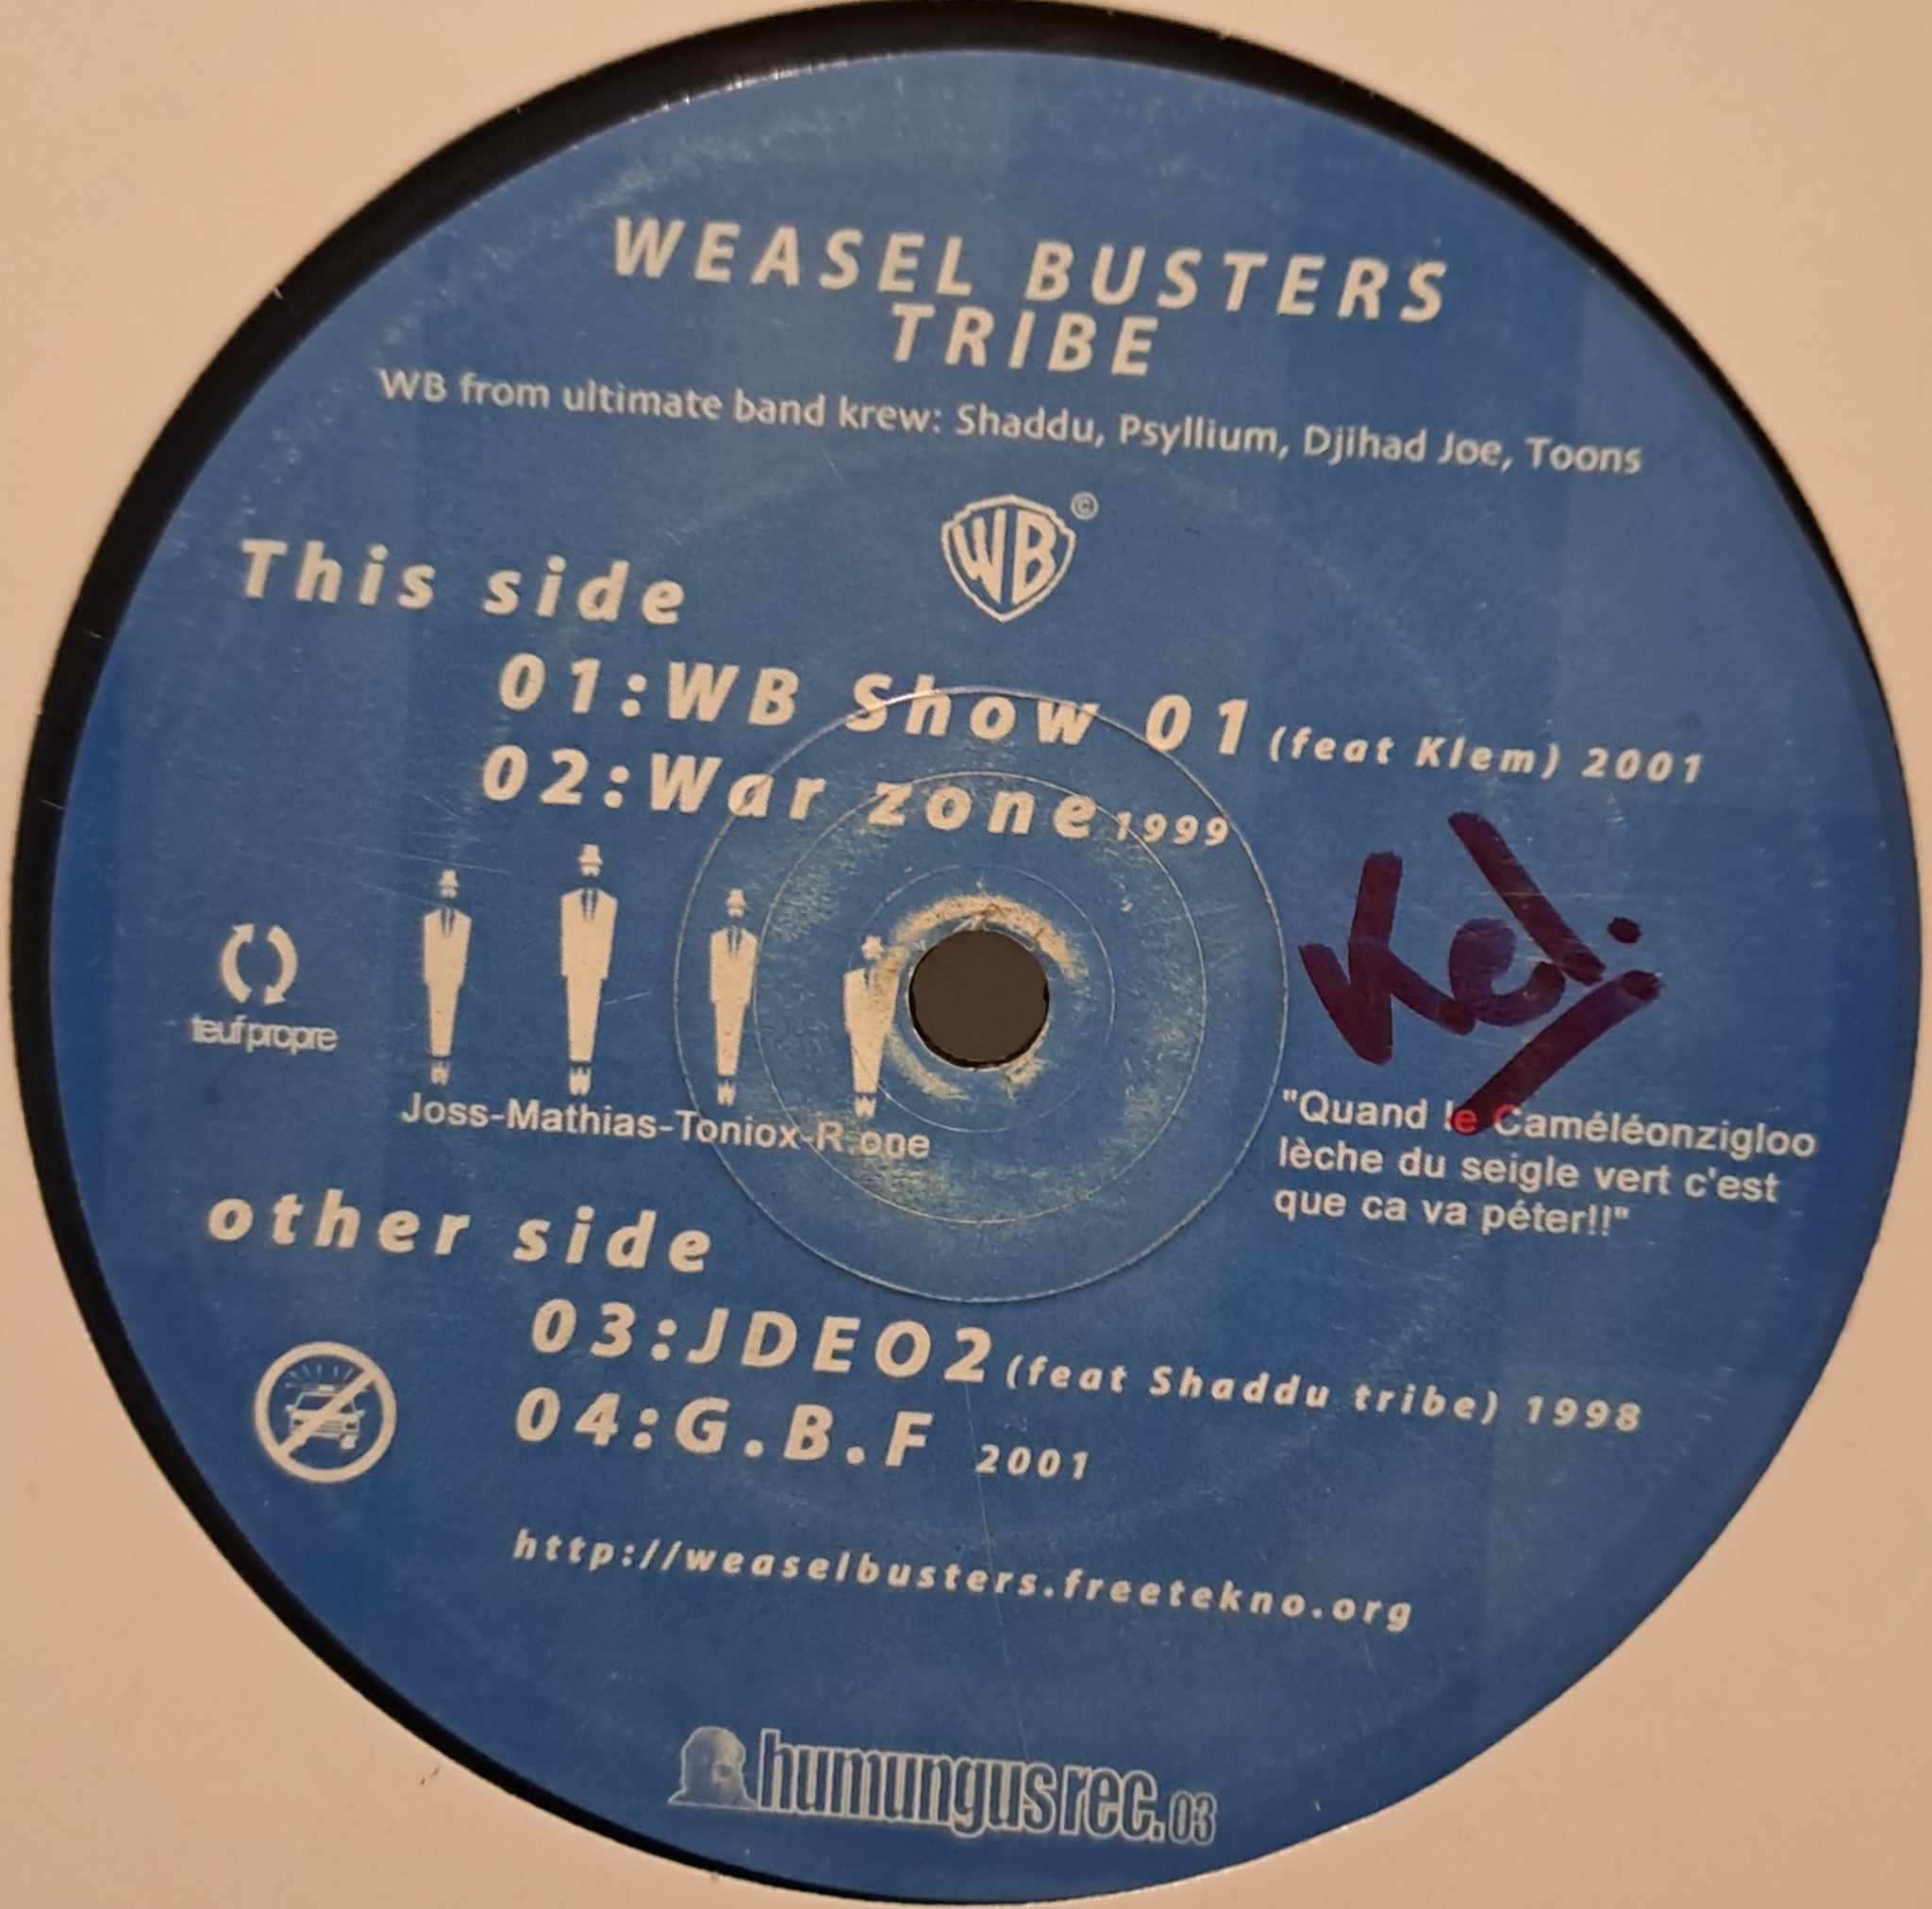 WEASEL BUSTERS
TRIBE
WB from ultimate band krew: Shaddu, Psyllium, Djihad Joe, Toons
WB ©
This side
01:WB Show 01 (feat Klem) 2001
02:War zone 1999
teuf propre
Joss-Mathias-Toniox-R.one
"Quand le Caméléonzigloo
lèche du seigle vert c'est
que ca va péter!!"
other side
03:JDEO2 (feat Shaddu tribe) 1998
04:G.B.F 2001
http://weaselbusters.freetekno.org
humungus rec. 03